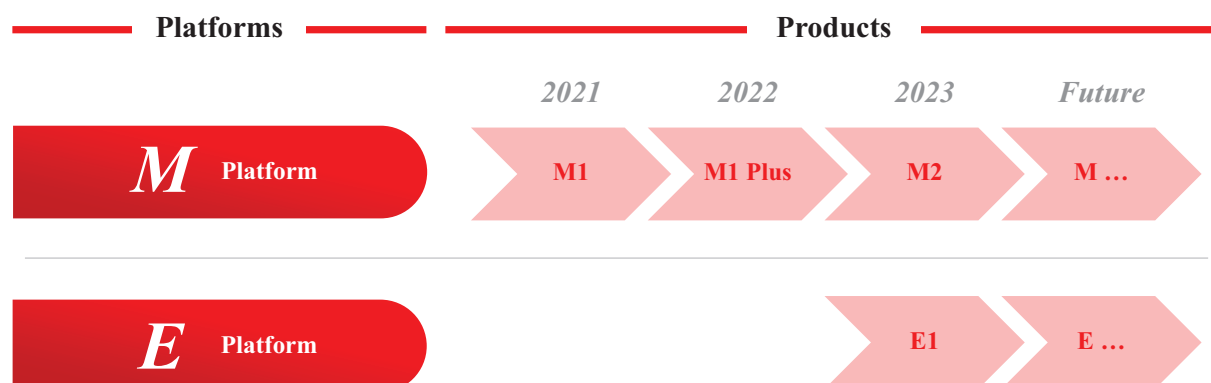 Platforms Products
2021 2022 2023 Future
M Platform M1 M1 Plus M2 M …
E Platform E1 E …